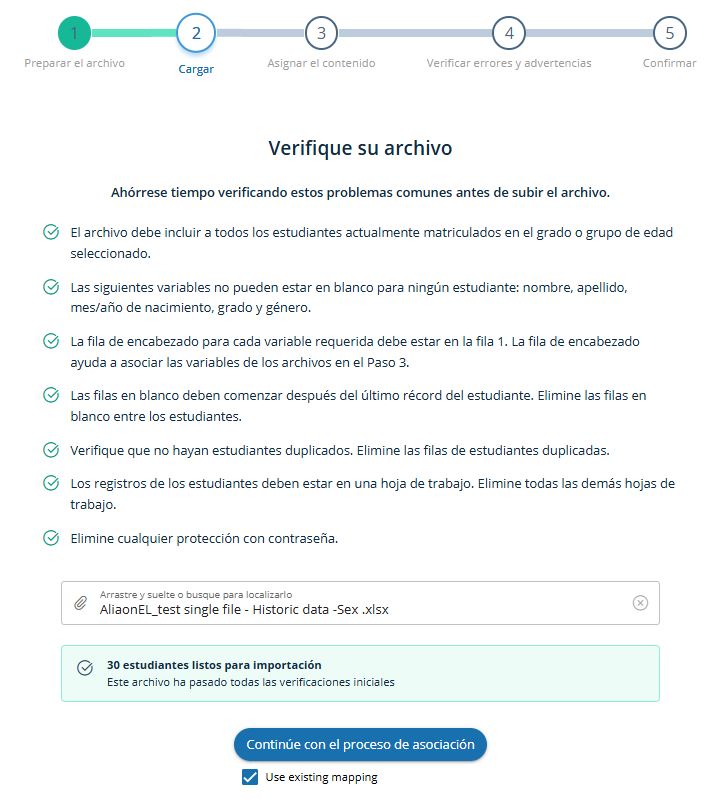 1
2
3
4
5
Preparar el archivo
Cargar
Asignar el contenido
Verificar errores y advertencias
Confirmar
Verifique su archivo
Ahórrese tiempo verificando estos problemas comunes antes de subir el archivo.
El archivo debe incluir a todos los estudiantes actualmente matriculados en el grado o grupo de edad
seleccionado.
Las siguientes variables no pueden estar en blanco para ningún estudiante: nombre, apellido,
mes/año de nacimiento, grado y género.
La fila de encabezado para cada variable requerida debe estar en la fila 1. La fila de encabezado
ayuda a asociar las variables de los archivos en el Paso 3.
Las filas en blanco deben comenzar después del último récord del estudiante. Elimine las filas en
blanco entre los estudiantes.
Verifique que no hayan estudiantes duplicados. Elimine las filas de estudiantes duplicadas.
Los registros de los estudiantes deben estar en una hoja de trabajo. Elimine todas las demás hojas de
trabajo.
Elimine cualquier protección con contraseña.
Arrastre y suelte o busque para localizarlo
AliaonEL_test single file - Historic data -Sex .xlsx
30 estudiantes listos para importación
Este archivo ha pasado todas las verificaciones iniciales
Continúe con el proceso de asociación
Use existing mapping